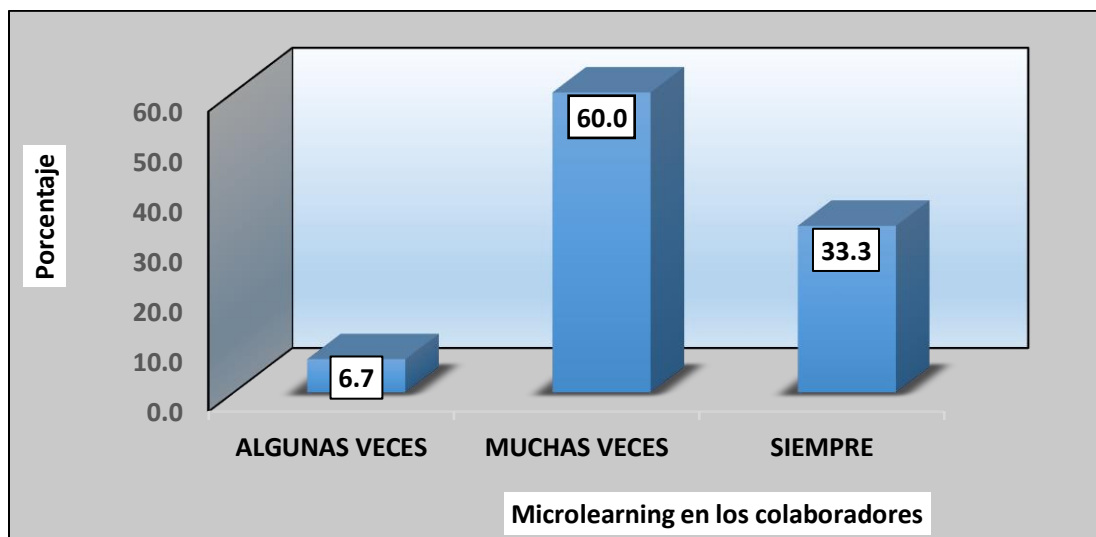 Porcentaje
60.0
50.0
40.0
30.0
20.0
10.0
0.0
6.7
60.0
33.3
ALGUNAS VECES
MUCHAS VECES
SIEMPRE
Microlearning en los colaboradores